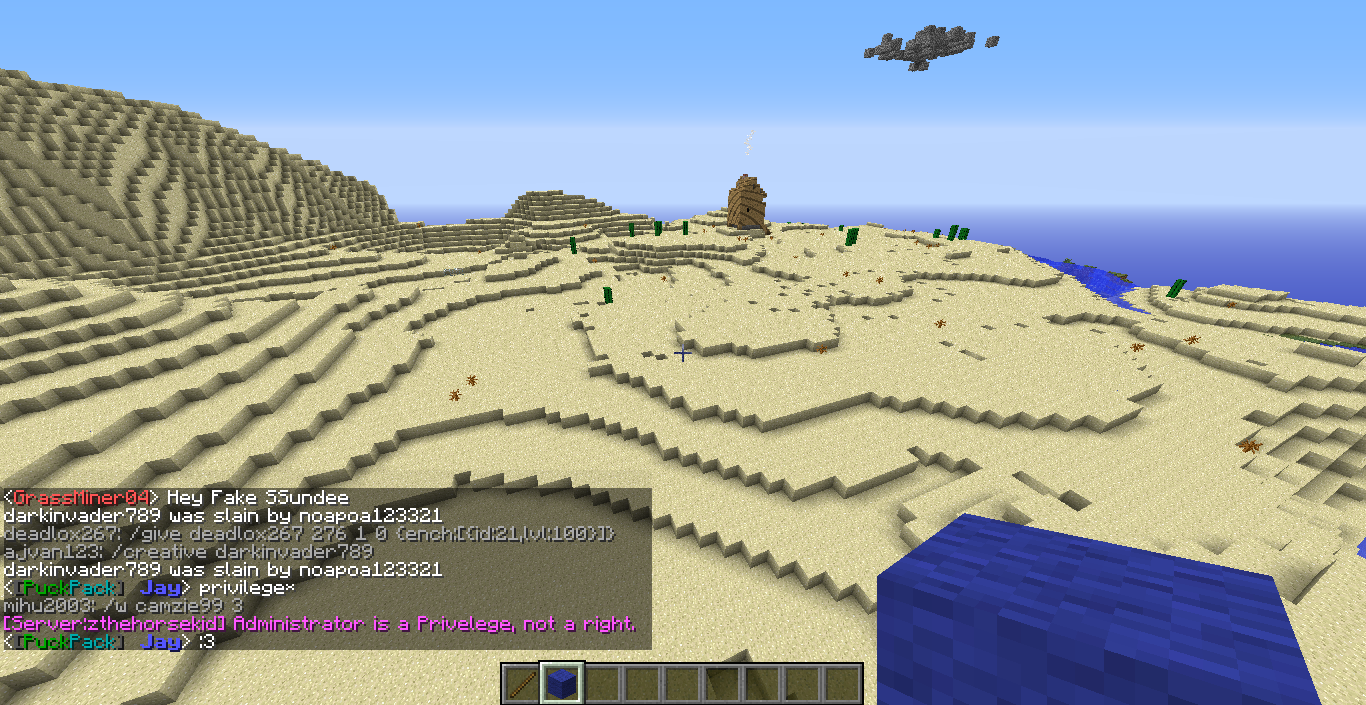 <GrassMiner04> Hey Fake SSundee
darkinvader789 was slain by noapoa123321
deadlox267: /give deadlox267 276 1 0 {ench:[{id:21,lvl:100}]}
a.jvan123: /creative darkinvader789
darkinvader789 was slain by noapoa123321
<[PuckPack] Jay> privilege*
mihu2003: /w camzie99 3
[Server:zthehorsekid] Administrator is a Privelege, not a right.
<[PuckPack] Jay> :3